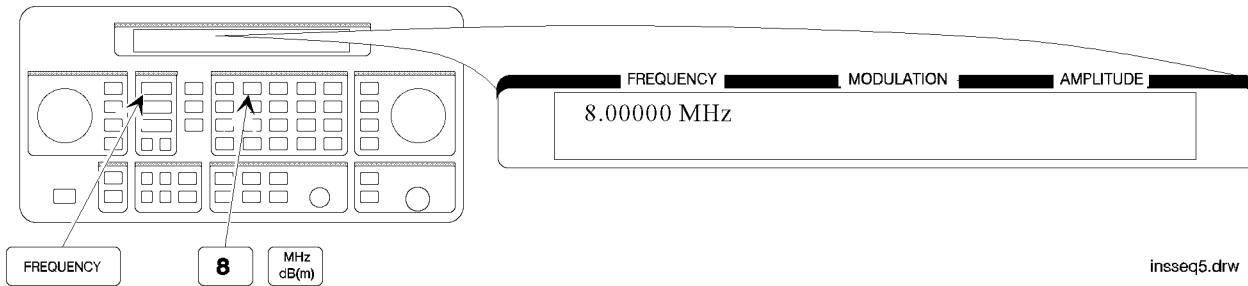 FREQUENCY MODULATION AMPLITUDE
8.00000 MHz
FREQUENCY
8
MHz
dB(m)
insseq5.drw